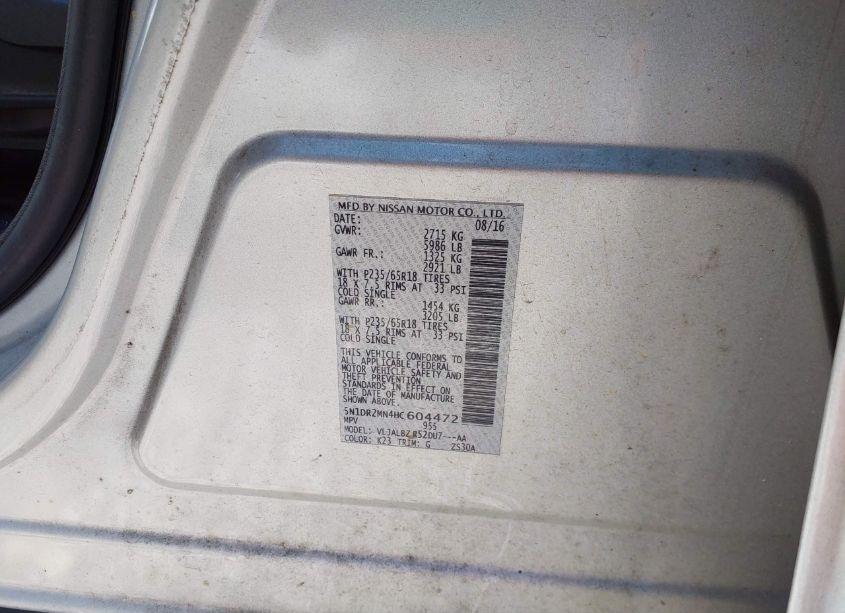 MFD BY NISSAN MOTOR CO., LTD.
DATE: 08/16
GVWR: 2715 KG
5986 LB
GAWR FR.: 1325 KG
2921 LB
WITH P235/65R18 TIRES
18 X 7.5 RIMS AT 33 PSI
COLD SINGLE
GAWR RR.: 1454 KG
3205 LB
WITH P235/65R18 TIRES
18 X 7.5 RIMS AT 33 PSI
COLD SINGLE
THIS VEHICLE CONFORMS TO
ALL APPLICABLE FEDERAL
MOTOR VEHICLE SAFETY AND
THEFT PREVENTION
STANDARDS IN EFFECT ON
THE DATE OF MANUFACTURE
SHOWN ABOVE.
5N1DR2MN4HC604472
MPV 955
MODEL: VLJALBZR52DU7---AA
COLOR: K23 TRIM: G ZS30A